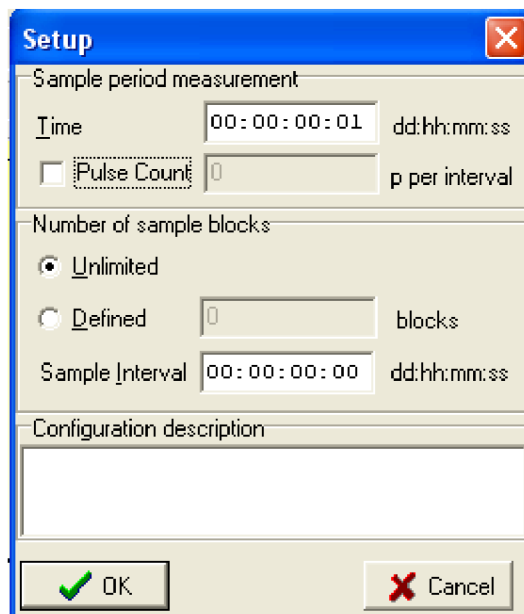 Setup
Sample period measurement
Time 00:00:00:01 dd:hh:mm:ss
Pulse Count 0 p per interval
Number of sample blocks
Unlimited
Defined 0 blocks
Sample Interval 00:00:00:00 dd:hh:mm:ss
Configuration description
OK Cancel